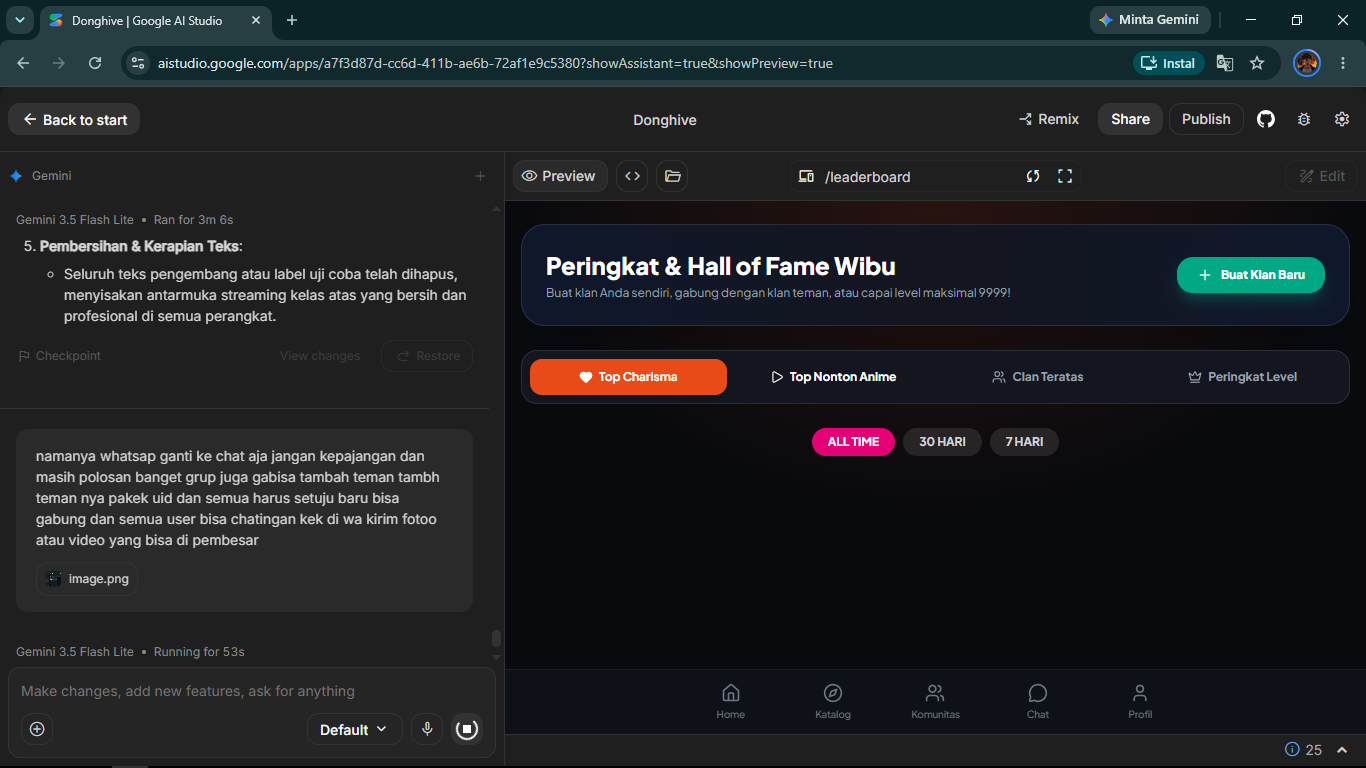 Donghive | Google AI Studio
Minta Gemini
aistudio.google.com/apps/a7f3d87d-cc6d-411b-ae6b-72af1e9c5380?showAssistant=true&showPreview=true
Instal
Back to start
Donghive
Remix
Share
Publish
Gemini
Preview
/leaderboard
Edit
Gemini 3.5 Flash Lite • Ran for 3m 6s
5. Pembersihan & Kerapian Teks:
Seluruh teks pengembang atau label uji coba telah dihapus,
menyisakan antarmuka streaming kelas atas yang bersih dan
profesional di semua perangkat.
Checkpoint
View changes
Restore
namanya whatsap ganti ke chat aja jangan kepajangan dan
masih polosan banget grup juga gabisa tambah teman tambh
teman nya pakek uid dan semua harus setuju baru bisa
gabung dan semua user bisa chatingan kek di wa kirim fotoo
atau video yang bisa di pembesar
image.png
Gemini 3.5 Flash Lite • Running for 53s
Make changes, add new features, ask for anything
Default
Peringkat & Hall of Fame Wibu
Buat klan Anda sendiri, gabung dengan klan teman, atau capai level maksimal 9999!
Buat Klan Baru
Top Charisma
Top Nonton Anime
Clan Teratas
Peringkat Level
ALL TIME
30 HARI
7 HARI
Home
Katalog
Komunitas
Chat
Profil
25